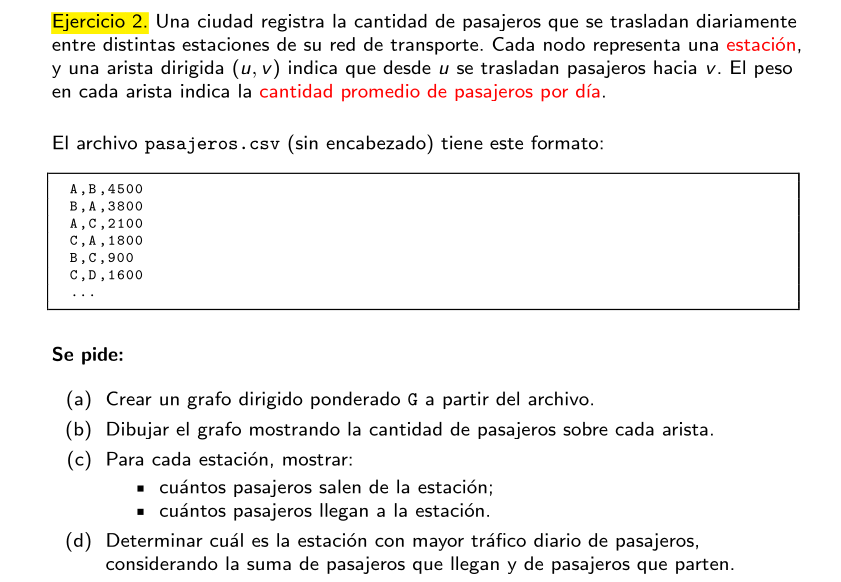 Ejercicio 2. Una ciudad registra la cantidad de pasajeros que se trasladan diariamente
entre distintas estaciones de su red de transporte. Cada nodo representa una estación,
y una arista dirigida (u, v) indica que desde u se trasladan pasajeros hacia v. El peso
en cada arista indica la cantidad promedio de pasajeros por día.
El archivo pasajeros.csv (sin encabezado) tiene este formato:
A,B,4500
B,A,3800
A,C,2100
C,A,1800
B,C,900
C,D,1600
...
Se pide:
(a) Crear un grafo dirigido ponderado G a partir del archivo.
(b) Dibujar el grafo mostrando la cantidad de pasajeros sobre cada arista.
(c) Para cada estación, mostrar:
▪ cuántos pasajeros salen de la estación;
▪ cuántos pasajeros llegan a la estación.
(d) Determinar cuál es la estación con mayor tráfico diario de pasajeros,
considerando la suma de pasajeros que llegan y de pasajeros que parten.